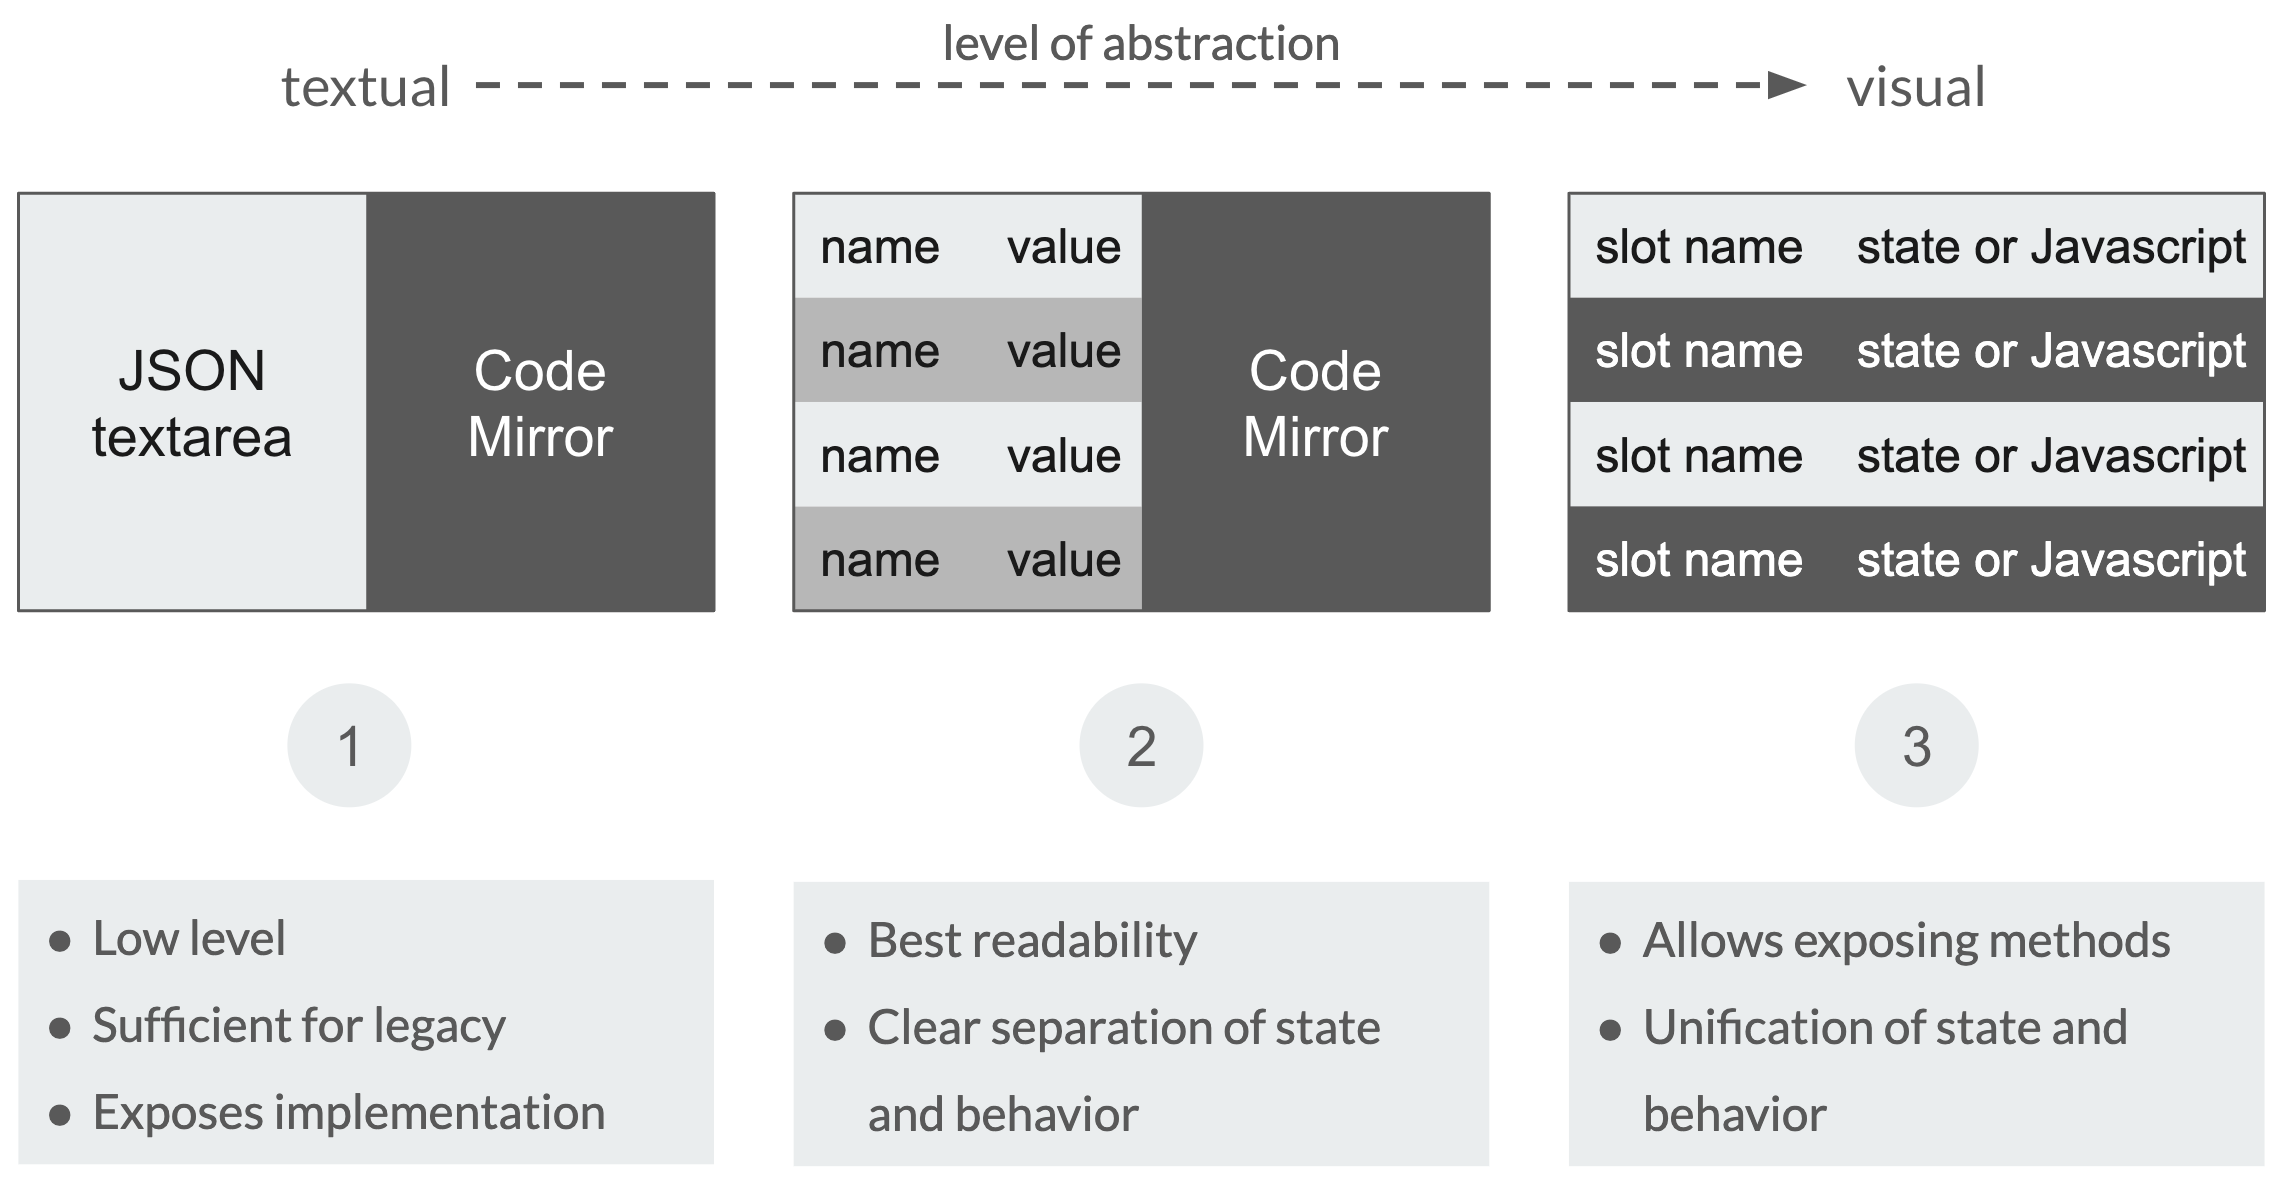 level of abstraction
textual
visual
JSON
textarea
Code
Mirror
name value
name value
name value
name value
Code
Mirror
slot name state or Javascript
slot name state or Javascript
slot name state or Javascript
slot name state or Javascript
1
2
3
● Low level
● Sufficient for legacy
● Exposes implementation
● Best readability
● Clear separation of state
and behavior
● Allows exposing methods
● Unification of state and
behavior